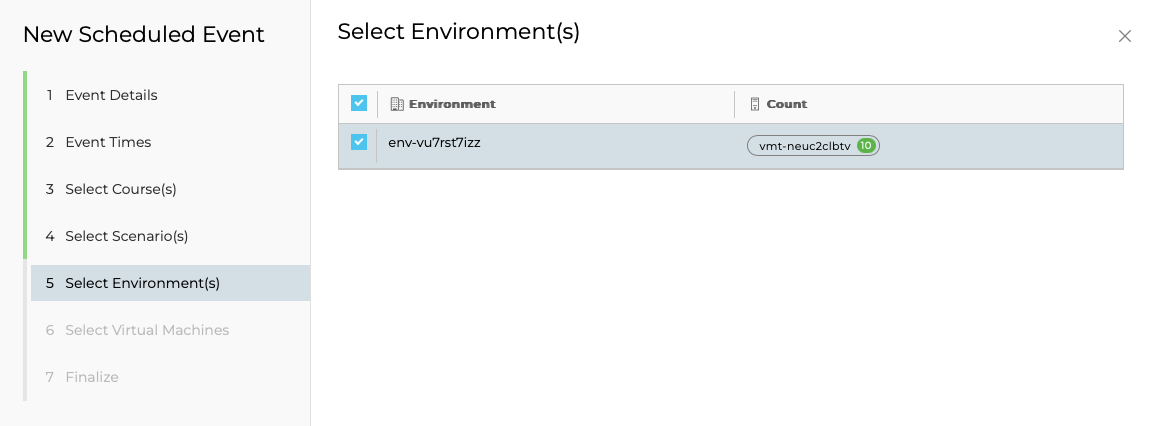 New Scheduled Event
1 Event Details
2 Event Times
3 Select Course(s)
4 Select Scenario(s)
5 Select Environment(s)
6 Select Virtual Machines
7 Finalize
Select Environment(s)
Environment Count
env-vu7rst7izz vmt-neuc2clbtv 10